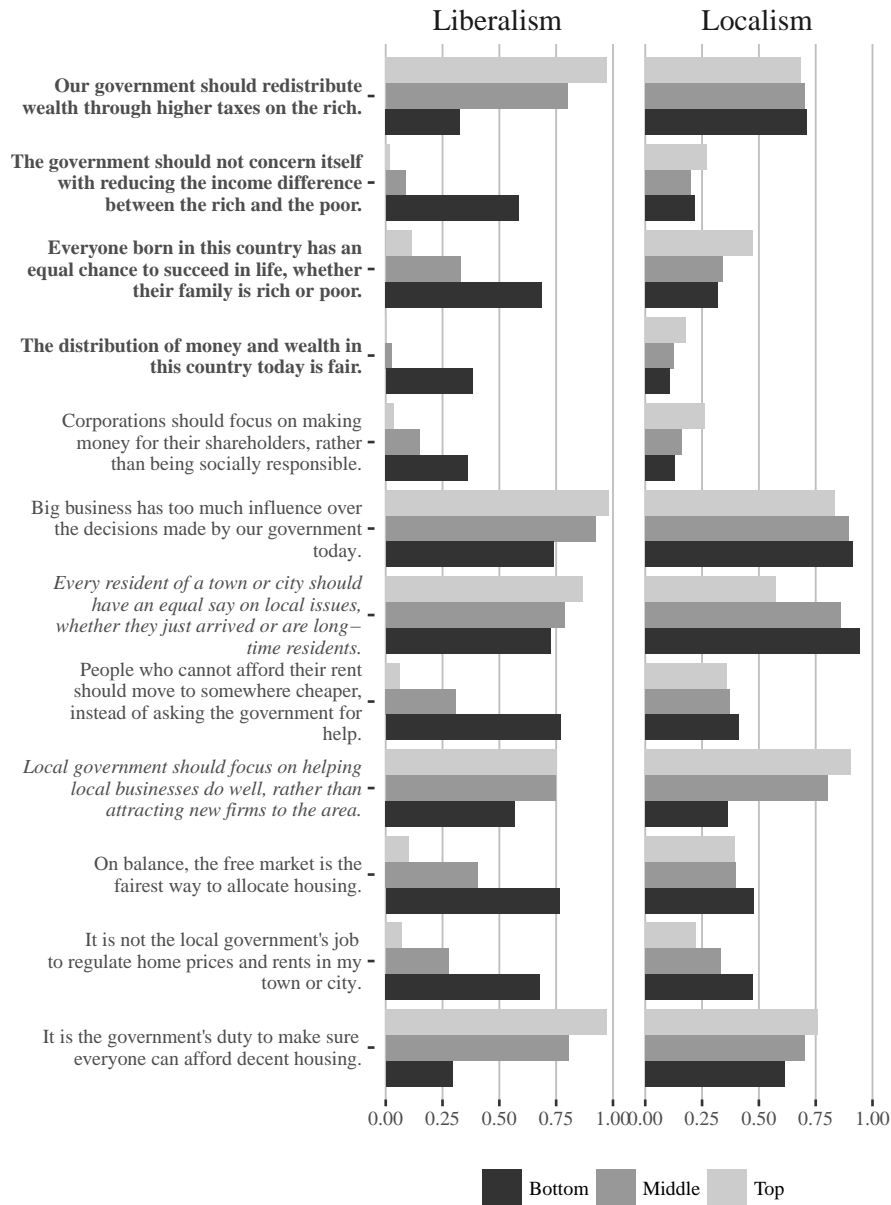 Liberalism
Localism
Our government should redistribute
wealth through higher taxes on the rich.
The government should not concern itself
with reducing the income difference
between the rich and the poor.
Everyone born in this country has an
equal chance to succeed in life, whether
their family is rich or poor.
The distribution of money and wealth in
this country today is fair.
Corporations should focus on making
money for their shareholders, rather
than being socially responsible.
Big business has too much influence over
the decisions made by our government
today.
Every resident of a town or city should
have an equal say on local issues,
whether they just arrived or are long−
time residents.
People who cannot afford their rent
should move to somewhere cheaper,
instead of asking the government for
help.
Local government should focus on helping
local businesses do well, rather than
attracting new firms to the area.
On balance, the free market is the
fairest way to allocate housing.
It is not the local government's job
to regulate home prices and rents in my
town or city.
It is the government's duty to make sure
everyone can afford decent housing.
0.00 0.25 0.50 0.75 1.00
0.00 0.25 0.50 0.75 1.00
Bottom Middle Top